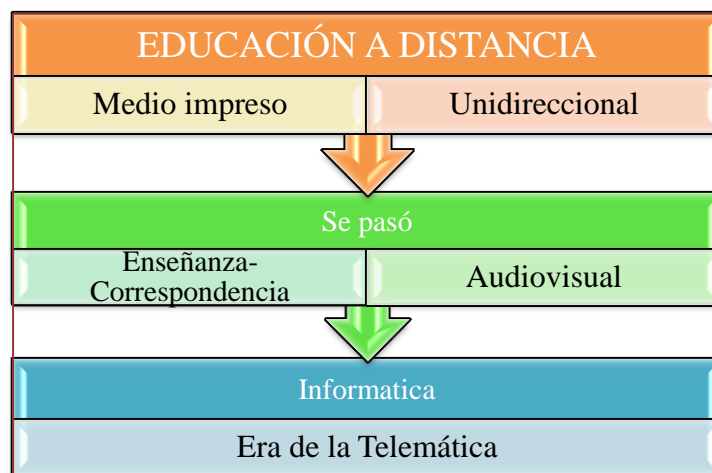 EDUCACIÓN A DISTANCIA
Medio impreso
Unidireccional
Se pasó
Enseñanza-
Correspondencia
Audiovisual
Informatica
Era de la Telemática